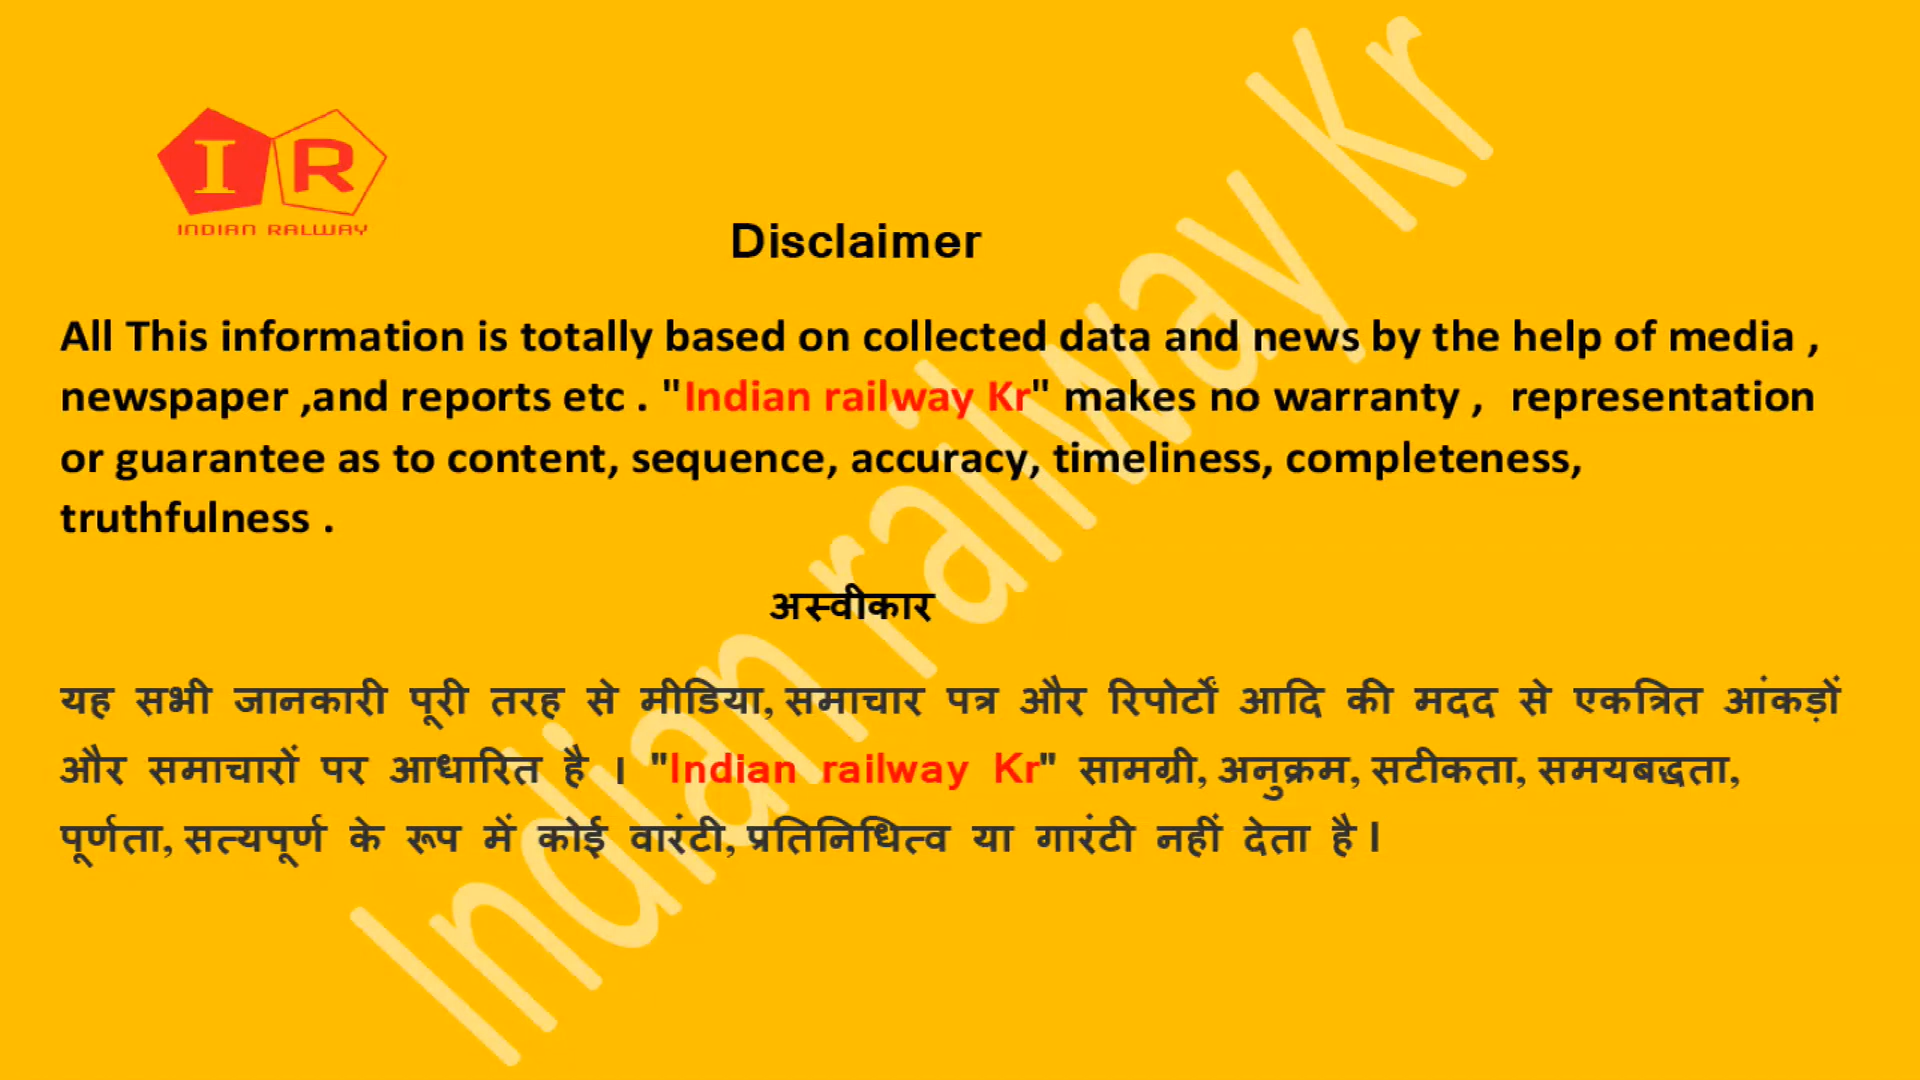 I R
INDIAN RALWAY
Disclaimer
All This information is totally based on collected data and news by the help of media ,
newspaper ,and reports etc . "Indian railway Kr" makes no warranty , representation
or guarantee as to content, sequence, accuracy, timeliness, completeness,
truthfulness .
अस्वीकार
यह सभी जानकारी पूरी तरह से मीडिया, समाचार पत्र और रिपोर्टों आदि की मदद से एकत्रित आंकड़ों
और समाचारों पर आधारित है । "Indian railway Kr" सामग्री, अनुक्रम, सटीकता, समयबद्धता,
पूर्णता, सत्यपूर्ण के रूप में कोई वारंटी, प्रतिनिधित्व या गारंटी नहीं देता है l
Indian railway Kr